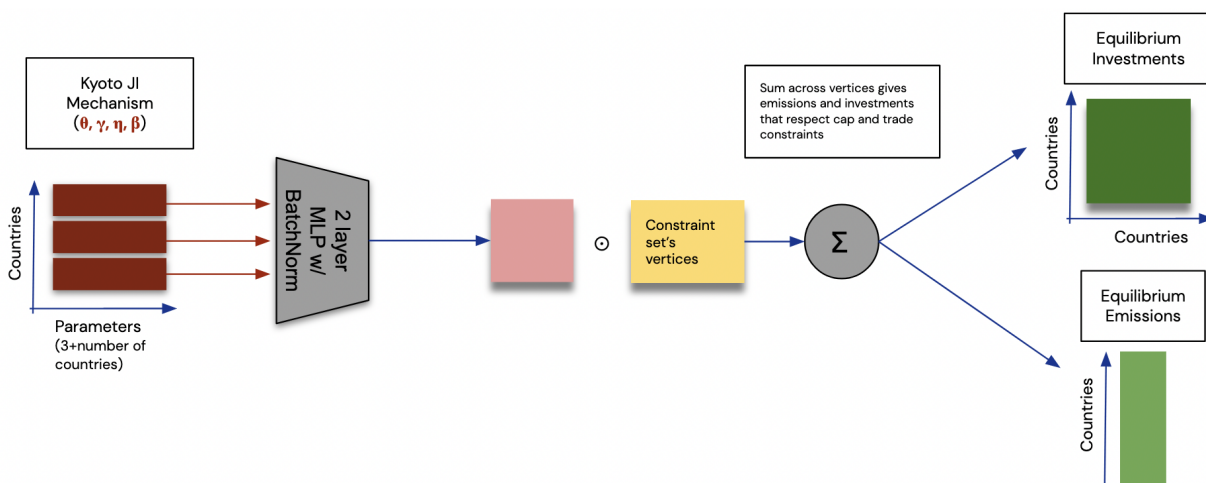 Kyoto JI
Mechanism
(θ, γ, η, β)
Countries
Parameters
(3+number of
countries)
2 layer
MLP w/
BatchNorm
⊙
Constraint
set's
vertices
Sum across vertices gives
emissions and investments
that respect cap and trade
constraints
Σ
Equilibrium
Investments
Countries
Countries
Equilibrium
Emissions
Countries